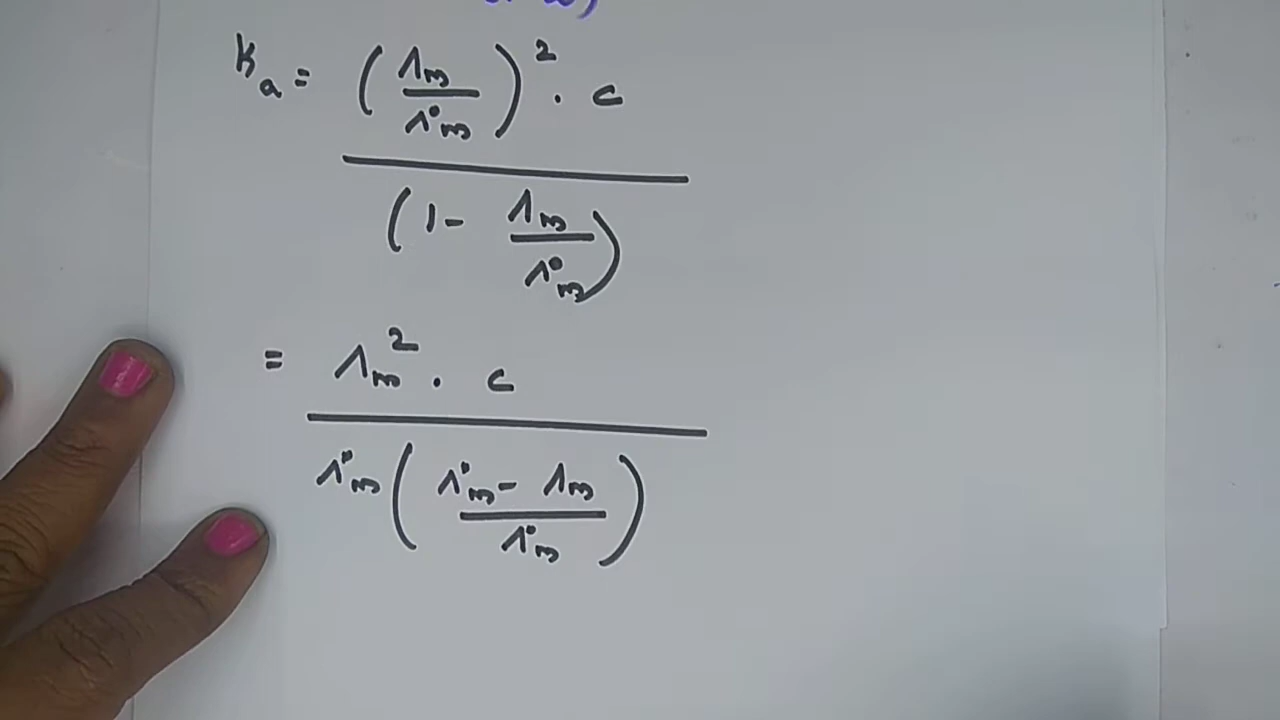 Ka = (Λm / Λ°m)² . c
(1 - Λm / Λ°m)
= Λm² . c
Λ°m (Λ°m - Λm / Λ°m)